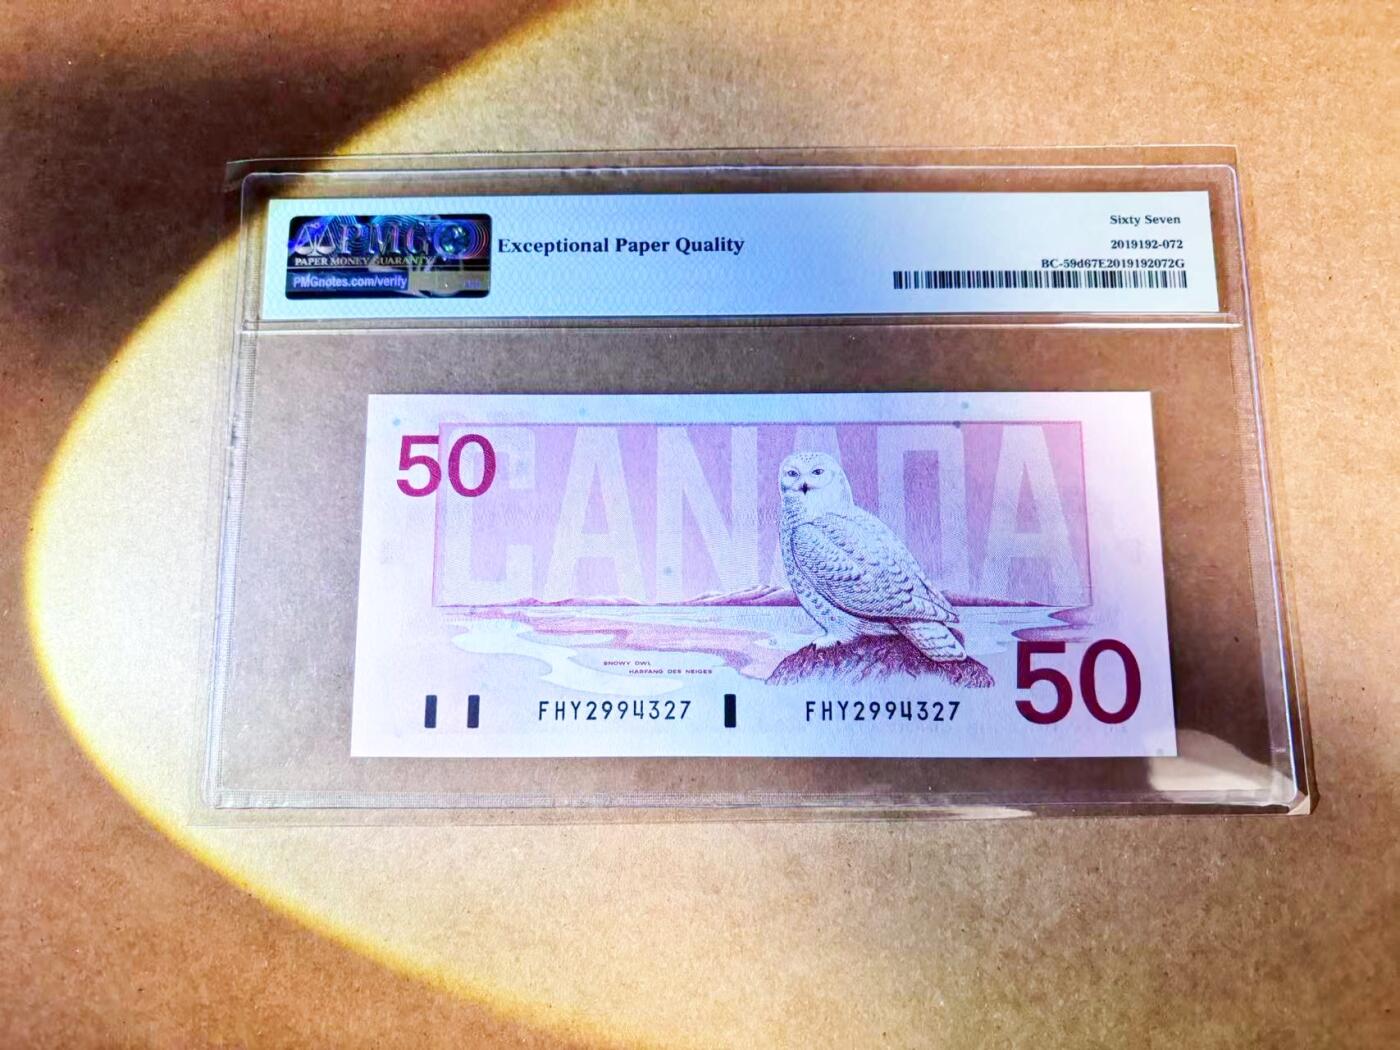 PMG
PAPER MONEY GUARANTY
PMGnotes.com/verify
Exceptional Paper Quality
Sixty Seven
2019192-072
BC-59d67E2019192072G
50
CANADA
SNOWY OWL
HARFANG DES NEIGES
50
FHY2994327
FHY2994327